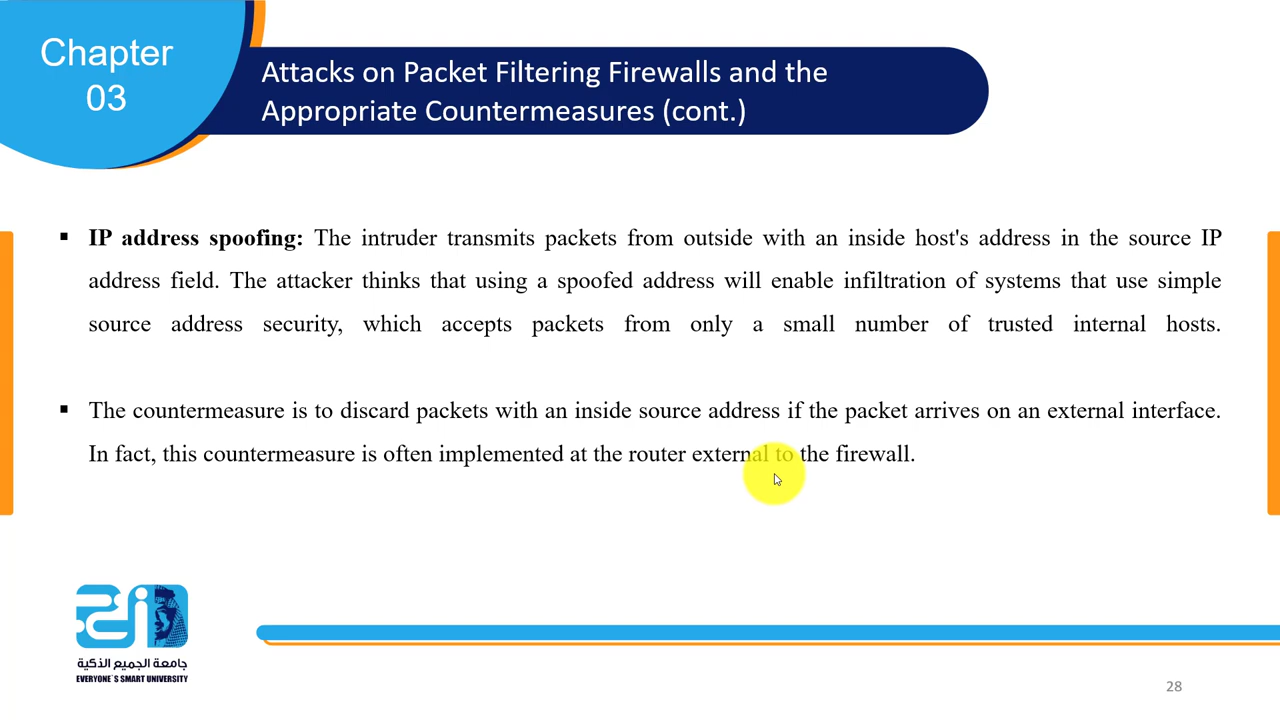 Chapter
03
Attacks on Packet Filtering Firewalls and the
Appropriate Countermeasures (cont.)
▪ IP address spoofing: The intruder transmits packets from outside with an inside host's address in the source IP
address field. The attacker thinks that using a spoofed address will enable infiltration of systems that use simple
source address security, which accepts packets from only a small number of trusted internal hosts.
▪ The countermeasure is to discard packets with an inside source address if the packet arrives on an external interface.
In fact, this countermeasure is often implemented at the router external to the firewall.
جامعة الجميع الذكية
EVERYONE`S SMART UNIVERSITY
28